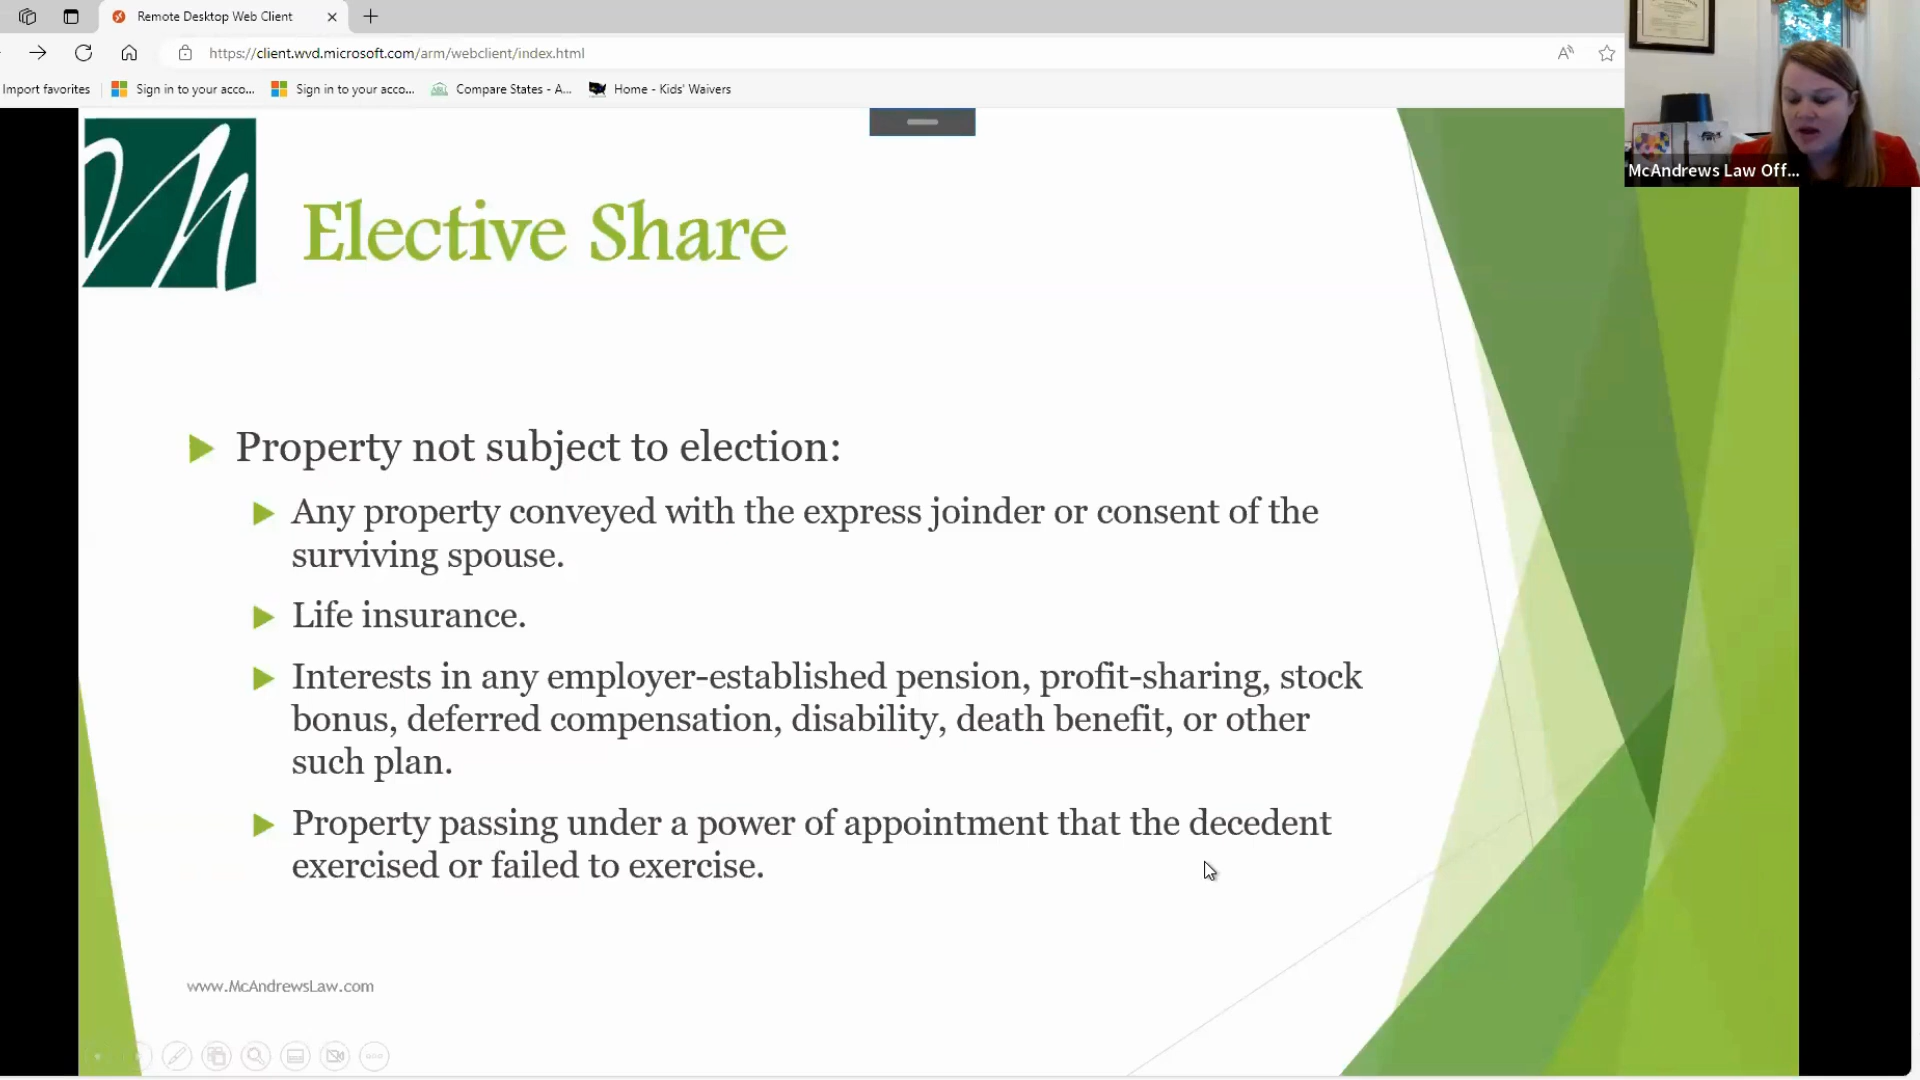 Remote Desktop Web Client
https://client.wvd.microsoft.com/arm/webclient/index.html
Import favorites
Sign in to your acco...
Sign in to your acco...
Compare States - A...
Home - Kids' Waivers
McAndrews Law Off...
Elective Share
Property not subject to election:
Any property conveyed with the express joinder or consent of the
surviving spouse.
Life insurance.
Interests in any employer-established pension, profit-sharing, stock
bonus, deferred compensation, disability, death benefit, or other
such plan.
Property passing under a power of appointment that the decedent
exercised or failed to exercise.
www.McAndrewsLaw.com